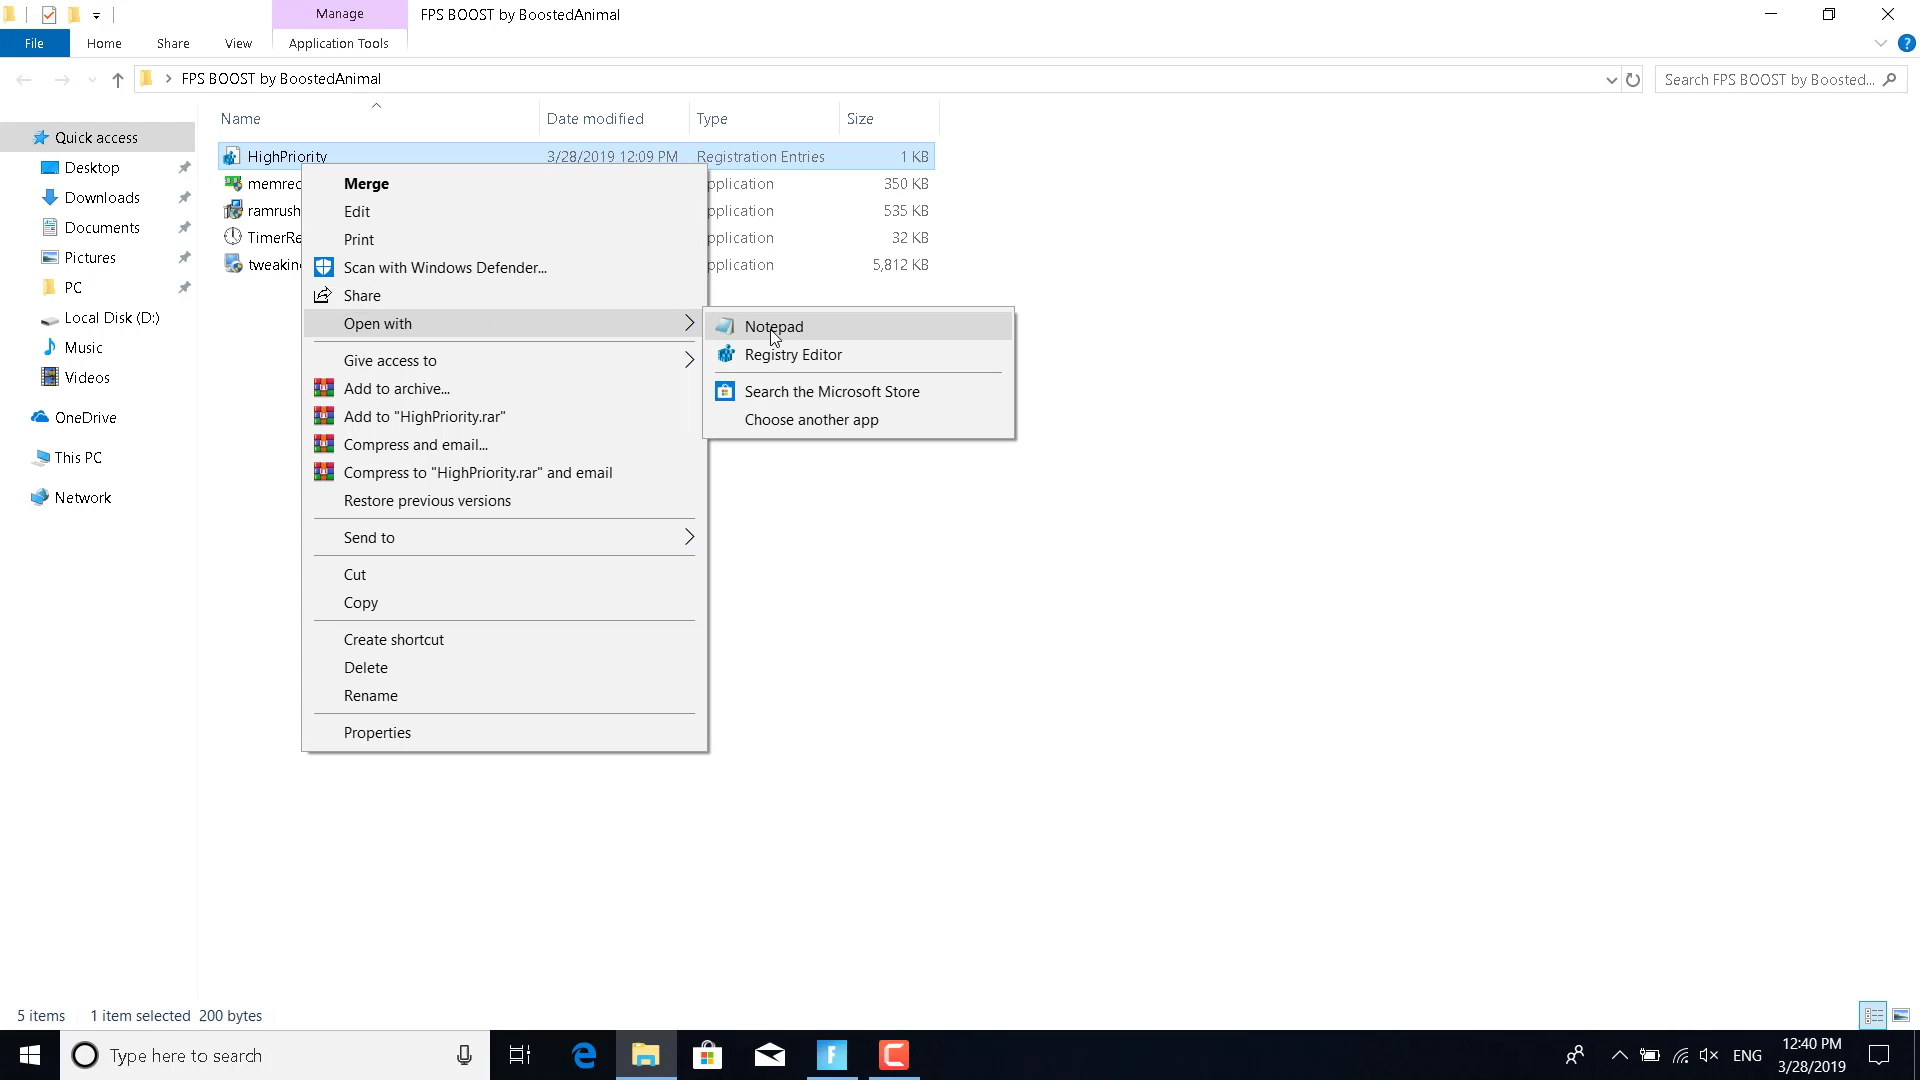 Manage
FPS BOOST by BoostedAnimal
File
Home
Share
View
Application Tools
FPS BOOST by BoostedAnimal
Search FPS BOOST by Boosted...
Name
Date modified
Type
Size
Quick access
Desktop
Downloads
Documents
Pictures
PC
Local Disk (D:)
Music
Videos
OneDrive
This PC
Network
HighPriority 3/28/2019 12:09 PM Registration Entries 1 KB
memred pplication 350 KB
ramrush pplication 535 KB
TimerRe pplication 32 KB
tweakin pplication 5,812 KB
Merge
Edit
Print
Scan with Windows Defender...
Share
Open with
Give access to
Add to archive...
Add to "HighPriority.rar"
Compress and email...
Compress to "HighPriority.rar" and email
Restore previous versions
Send to
Cut
Copy
Create shortcut
Delete
Rename
Properties
Notepad
Registry Editor
Search the Microsoft Store
Choose another app
5 items 1 item selected 200 bytes
Type here to search
ENG
12:40 PM
3/28/2019